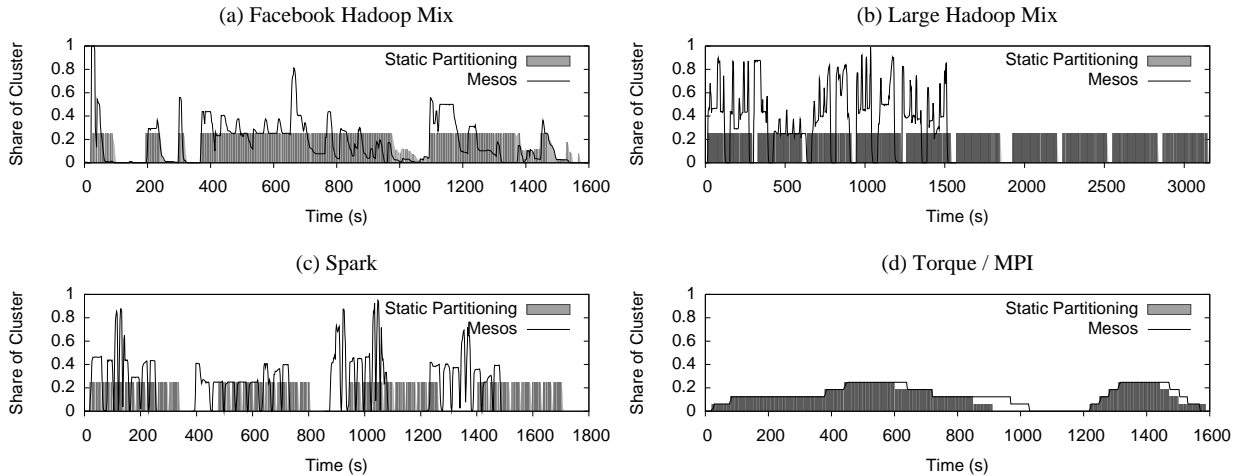 (a) Facebook Hadoop Mix
1
0.8
0.6
0.4
0.2
0
Share of Cluster
Static Partitioning
Mesos
0 200 400 600 800 1000 1200 1400 1600
Time (s)
(b) Large Hadoop Mix
1
0.8
0.6
0.4
0.2
0
Share of Cluster
Static Partitioning
Mesos
0 500 1000 1500 2000 2500 3000
Time (s)
(c) Spark
1
0.8
0.6
0.4
0.2
0
Share of Cluster
Static Partitioning
Mesos
0 200 400 600 800 1000 1200 1400 1600 1800
Time (s)
(d) Torque / MPI
1
0.8
0.6
0.4
0.2
0
Share of Cluster
Static Partitioning
Mesos
0 200 400 600 800 1000 1200 1400 1600
Time (s)